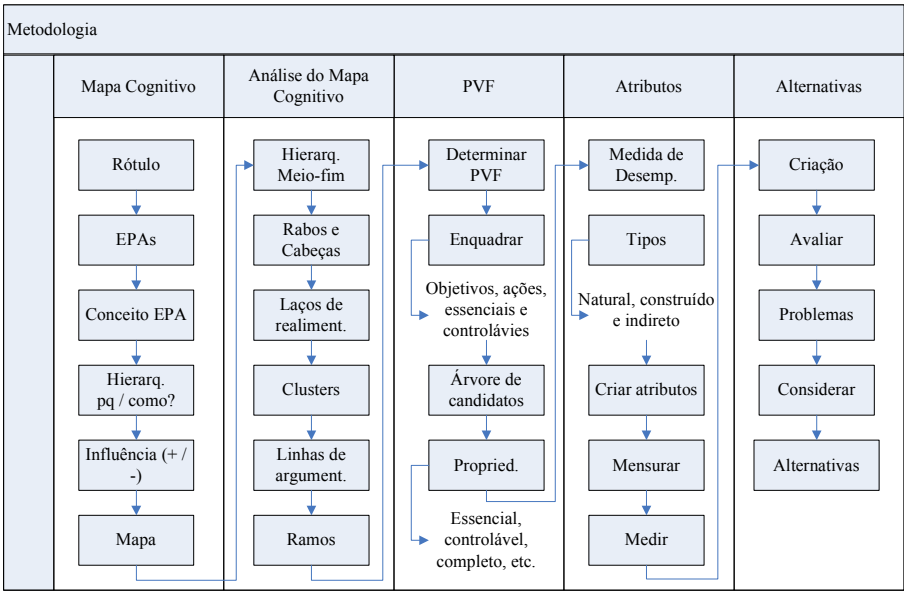 Metodologia
Mapa Cognitivo
Análise do Mapa
Cognitivo
PVF
Atributos
Alternativas
Rótulo
EPAs
Conceito EPA
Hierarq.
pq / como?
Influência (+ /
-)
Mapa
Hierarq.
Meio-fim
Rabos e
Cabeças
Laços de
realiment.
Clusters
Linhas de
argument.
Ramos
Determinar
PVF
Enquadrar
Objetivos, ações,
essenciais e
controlávies
Árvore de
candidatos
Propried.
Essencial,
controlável,
completo, etc.
Medida de
Desemp.
Tipos
Natural, construído
e indireto
Criar atributos
Mensurar
Medir
Criação
Avaliar
Problemas
Considerar
Alternativas